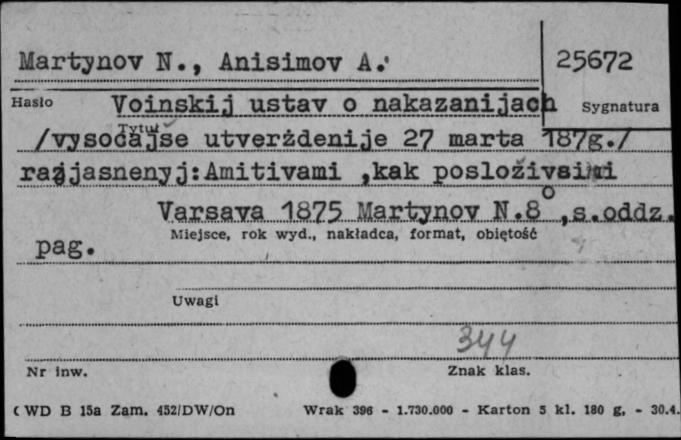 Martynov N., Anisimov A.
25672
Hasło Voinskij ustav o nakazanijach Sygnatura
Tytuł
/vysočajše utverždenije 27 marta 187g./
razjasnenyj:Amitivami ,kak posloživšimi
Varsava 1875 Martynov N.8° ,s.oddz.
Miejsce, rok wyd., nakładca, format, objętość
pag.
Uwagi
344
Nr inw. Znak klas.
CWD B 15a Zam. 452/DW/On Wrak 396 - 1.730.000 - Karton 5 kl. 180 g, - 30.4.